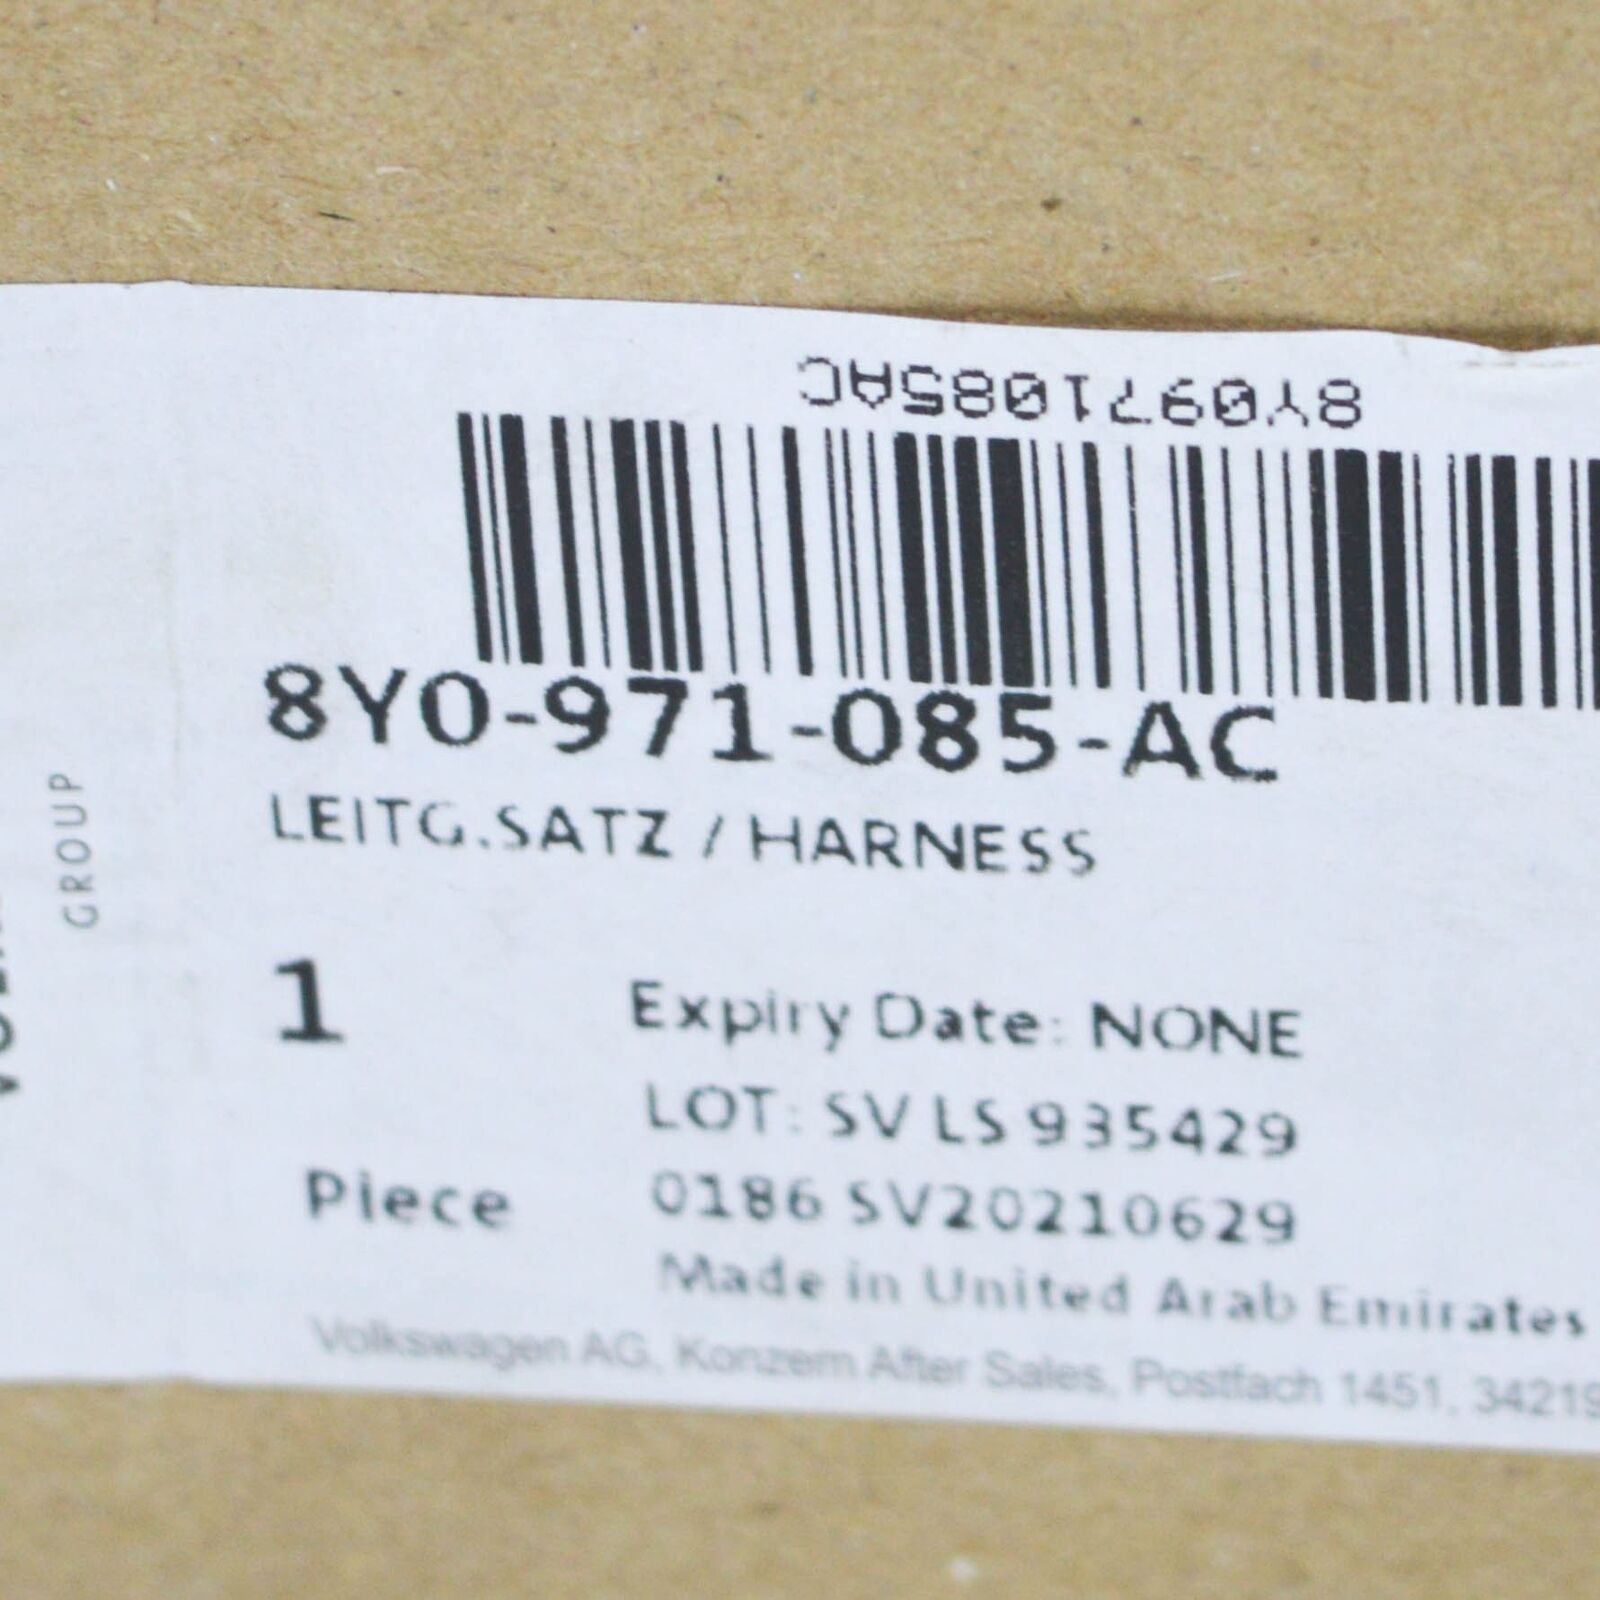 8Y0971085AC
8Y0-971-085-AC
LEITG.SATZ / HARNESS
1
Expiry Date: NONE
LOT: SV LS 935429
Piece
0186 SV20210629
Made in United Arab Emirates
Volkswagen AG, Konzern After Sales, Postfach 1451, 34219
GROUP